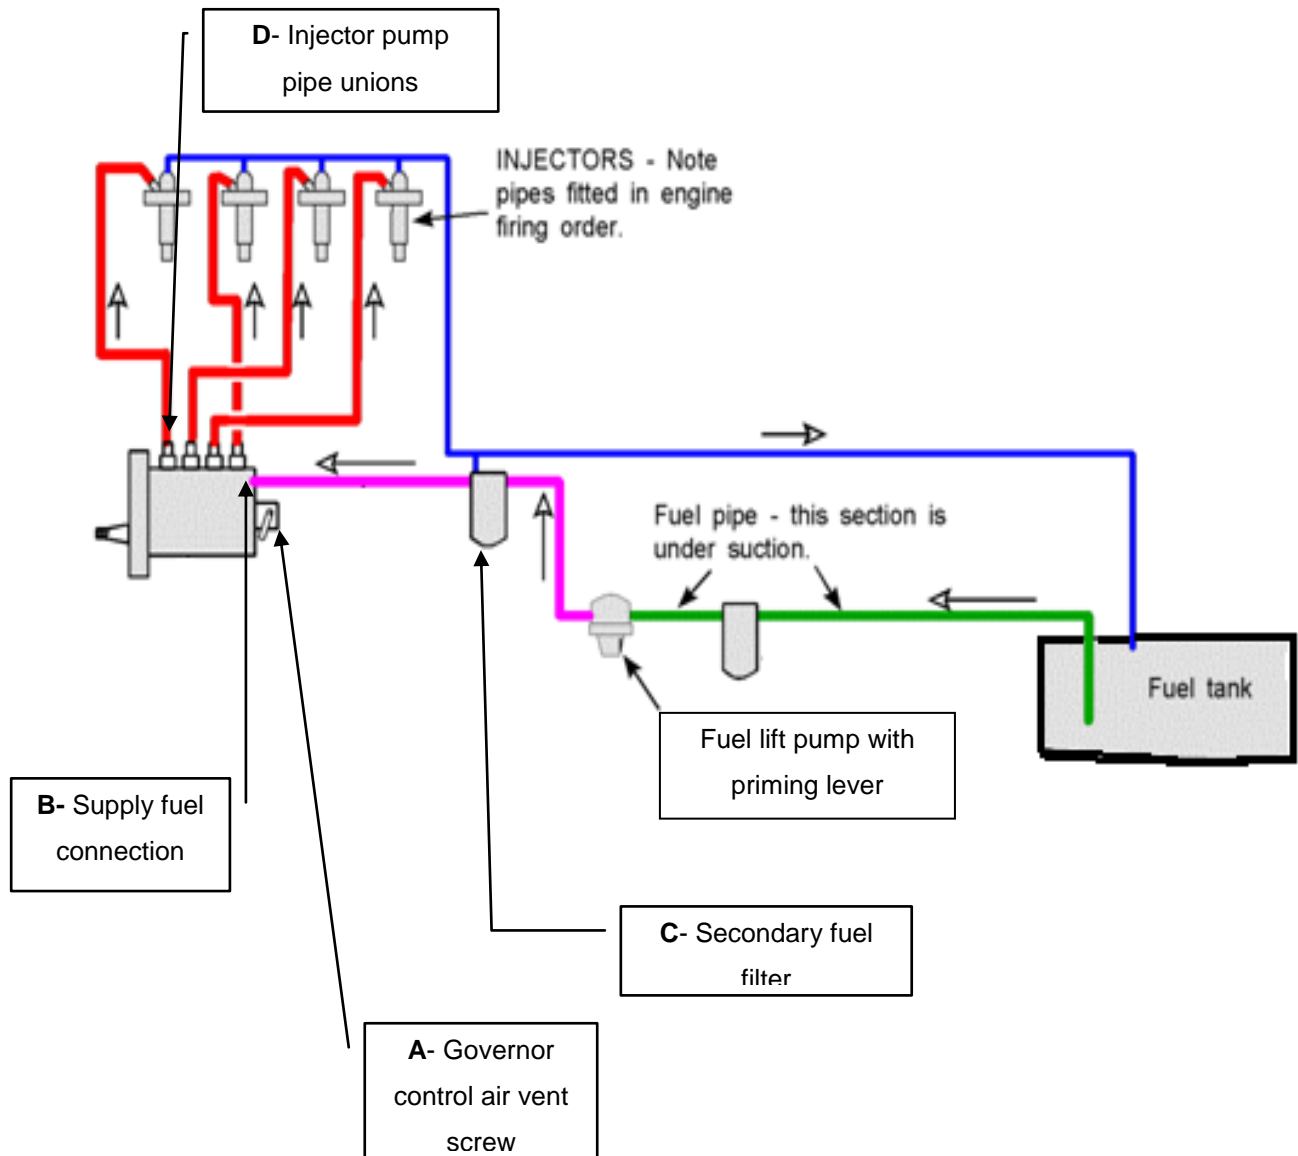 D- Injector pump
pipe unions
INJECTORS - Note
pipes fitted in engine
firing order.
Fuel pipe - this section is
under suction.
Fuel tank
Fuel lift pump with
priming lever
B- Supply fuel
connection
C- Secondary fuel
filter
A- Governor
control air vent
screw